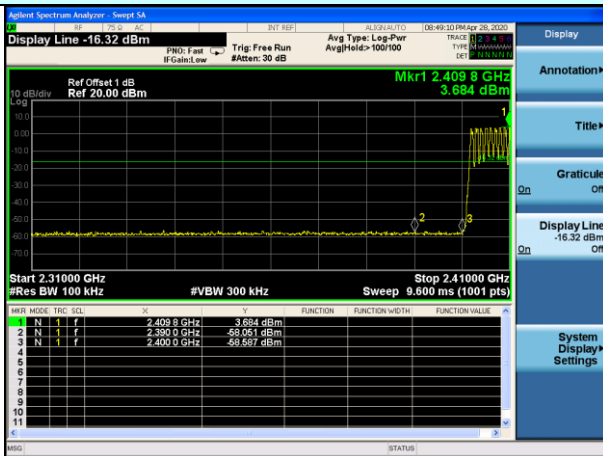 Agilent Spectrum Analyzer - Swept SA
RF 75 Ω AC INT REF ALIGNAUTO 08:49:10 PM Apr 28, 2020
Display Line -16.32 dBm
PNO: Fast
IFGain:Low
Trig: Free Run
#Atten: 30 dB
Avg Type: Log-Pwr
Avg|Hold:>100/100
TRACE 1 2 3 4 5 6
TYPE
DET P N N N N N
Mkr1 2.409 8 GHz
3.684 dBm
Ref Offset 1 dB
Ref 20.00 dBm
10 dB/div
Log
10.0
0.00
-10.0
-20.0
-30.0
-40.0
-50.0
-60.0
-70.0
1
2
3
Start 2.31000 GHz
Stop 2.41000 GHz
#Res BW 100 kHz
#VBW 300 kHz
Sweep 9.600 ms (1001 pts)
MKR MODE TRC SCL X Y FUNCTION FUNCTION WIDTH FUNCTION VALUE
1 N 1 f 2.409 8 GHz 3.684 dBm
2 N 1 f 2.390 0 GHz -58.051 dBm
3 N 1 f 2.400 0 GHz -58.587 dBm
4
5
6
7
8
9
10
11
MSG
STATUS
Display
Annotation
Title
Graticule
On Off
Display Line
-16.32 dBm
On Off
System
Display
Settings